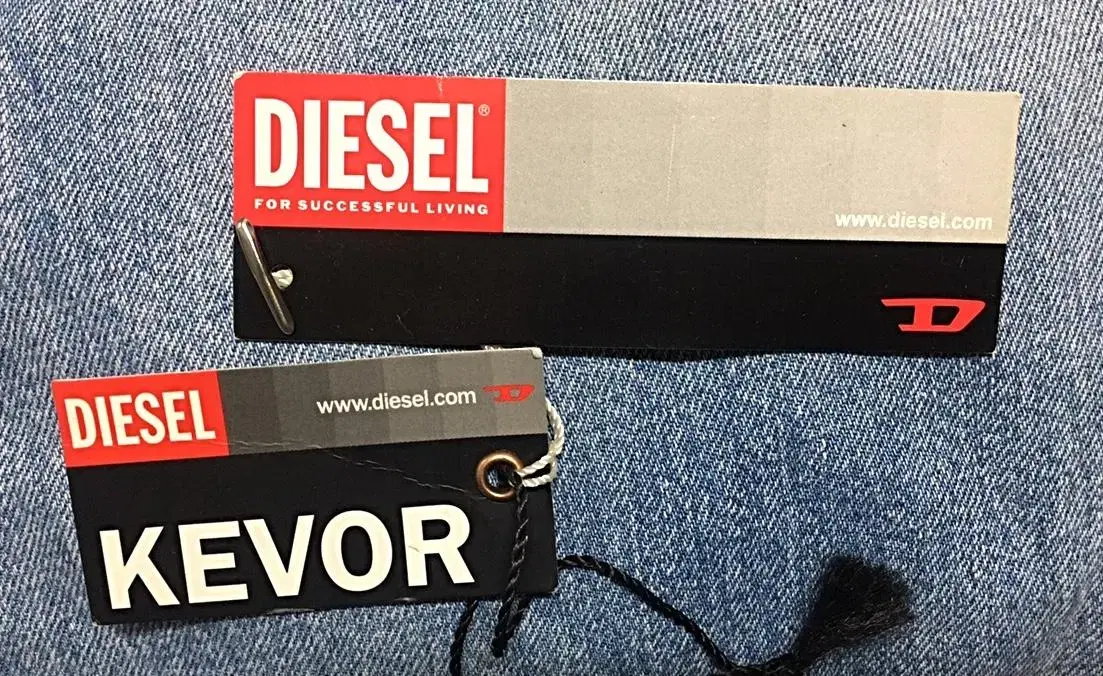 DIESEL®
FOR SUCCESSFUL LIVING
www.diesel.com
D
DIESEL
www.diesel.com
D
KEVOR